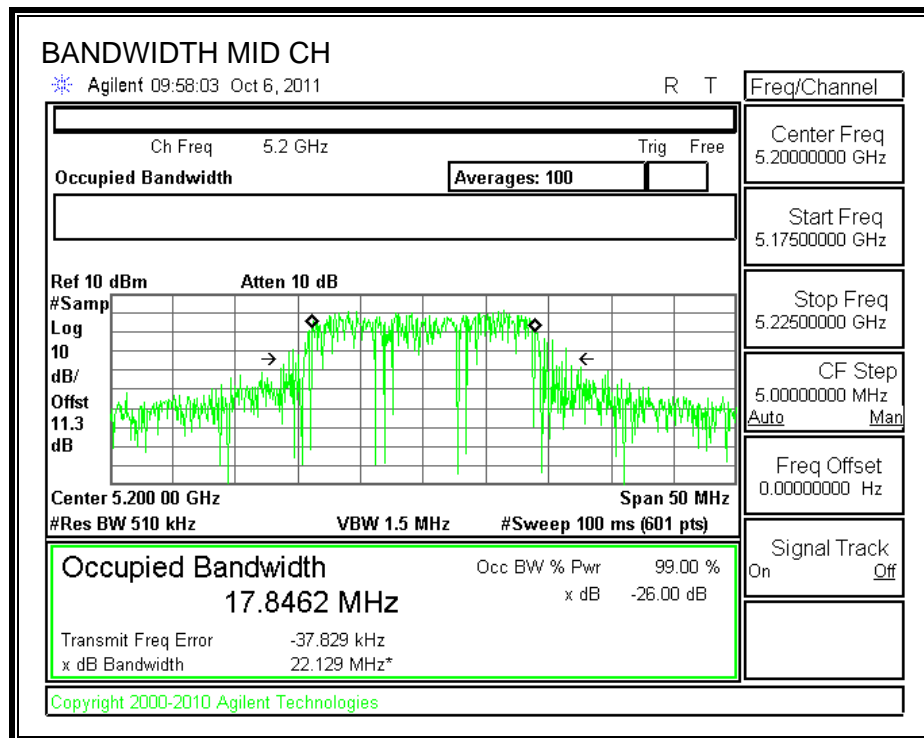 BANDWIDTH MID CH
Agilent 09:58:03 Oct 6, 2011 R T
Freq/Channel
Ch Freq 5.2 GHz Trig Free
Occupied Bandwidth Averages: 100
Center Freq
5.20000000 GHz
Start Freq
5.17500000 GHz
Stop Freq
5.22500000 GHz
CF Step
5.00000000 MHz
Auto Man
Freq Offset
0.00000000 Hz
Signal Track
On Off
Ref 10 dBm Atten 10 dB
#Samp
Log
10
dB/
Offst
11.3
dB
Center 5.200 00 GHz Span 50 MHz
#Res BW 510 kHz VBW 1.5 MHz #Sweep 100 ms (601 pts)
Occupied Bandwidth
17.8462 MHz
Occ BW % Pwr 99.00 %
x dB -26.00 dB
Transmit Freq Error -37.829 kHz
x dB Bandwidth 22.129 MHz*
Copyright 2000-2010 Agilent Technologies